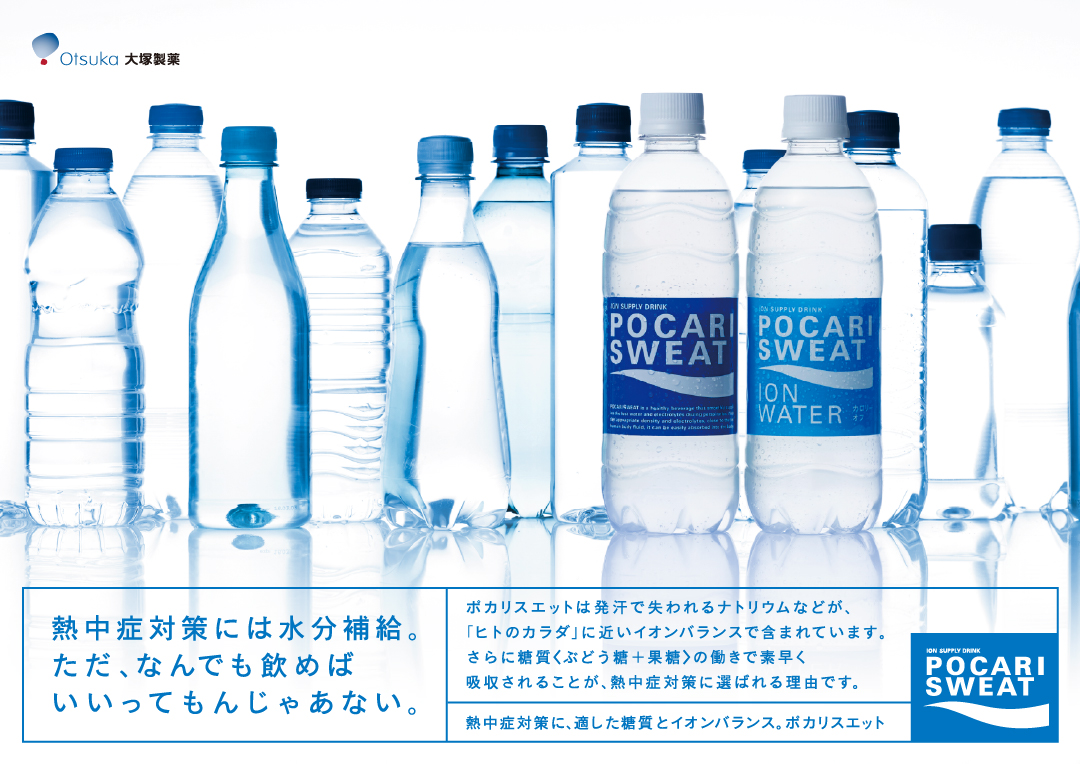 Otsuka 大塚製薬
ION SUPPLY DRINK
POCARI
SWEAT
ION SUPPLY DRINK
POCARI
SWEAT
ION
WATER
カロリー
オフ
熱中症対策には水分補給。
ただ、なんでも飲めば
いいってもんじゃあない。
ポカリスエットは発汗で失われるナトリウムなどが、
「ヒトのカラダ」に近いイオンバランスで含まれています。
さらに糖質〈ぶどう糖+果糖〉の働きで素早く
吸収されることが、熱中症対策に選ばれる理由です。
熱中症対策に、適した糖質とイオンバランス。ポカリスエット
ION SUPPLY DRINK
POCARI
SWEAT